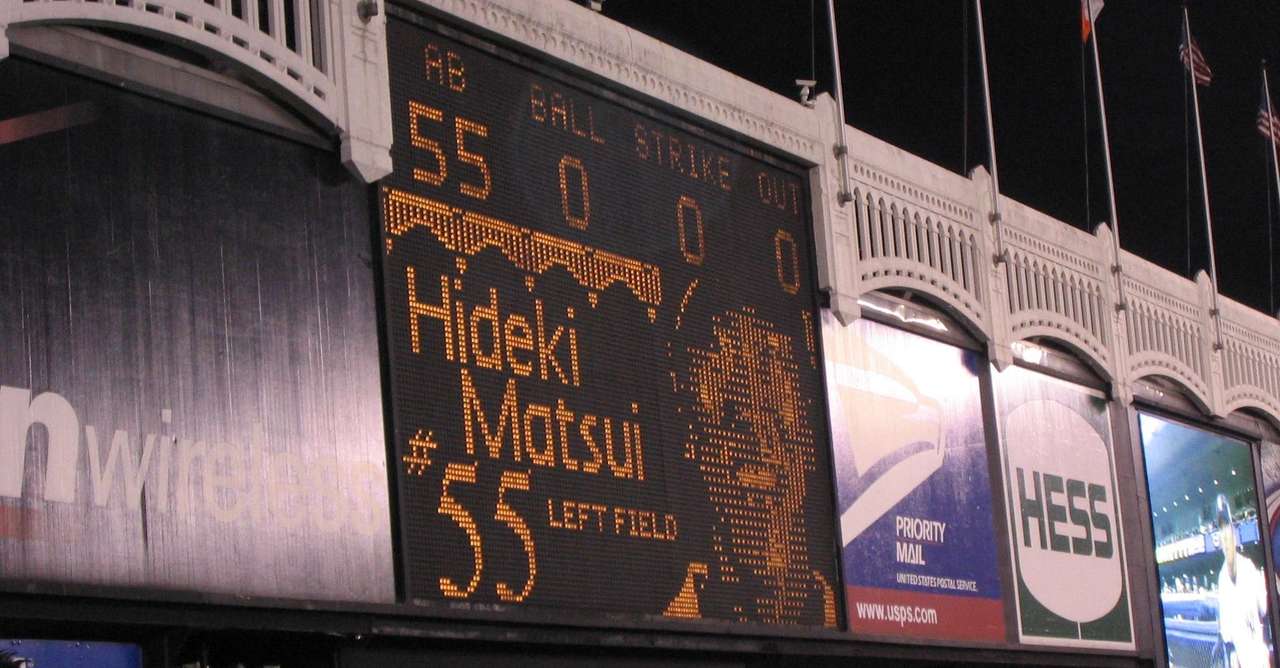 AB BALL STRIKE OUT
55 0 0 0
Hideki
Matsui
#55 LEFT FIELD
n wireless
PRIORITY
MAIL
UNITED STATES POSTAL SERVICE.
www.usps.com
HESS